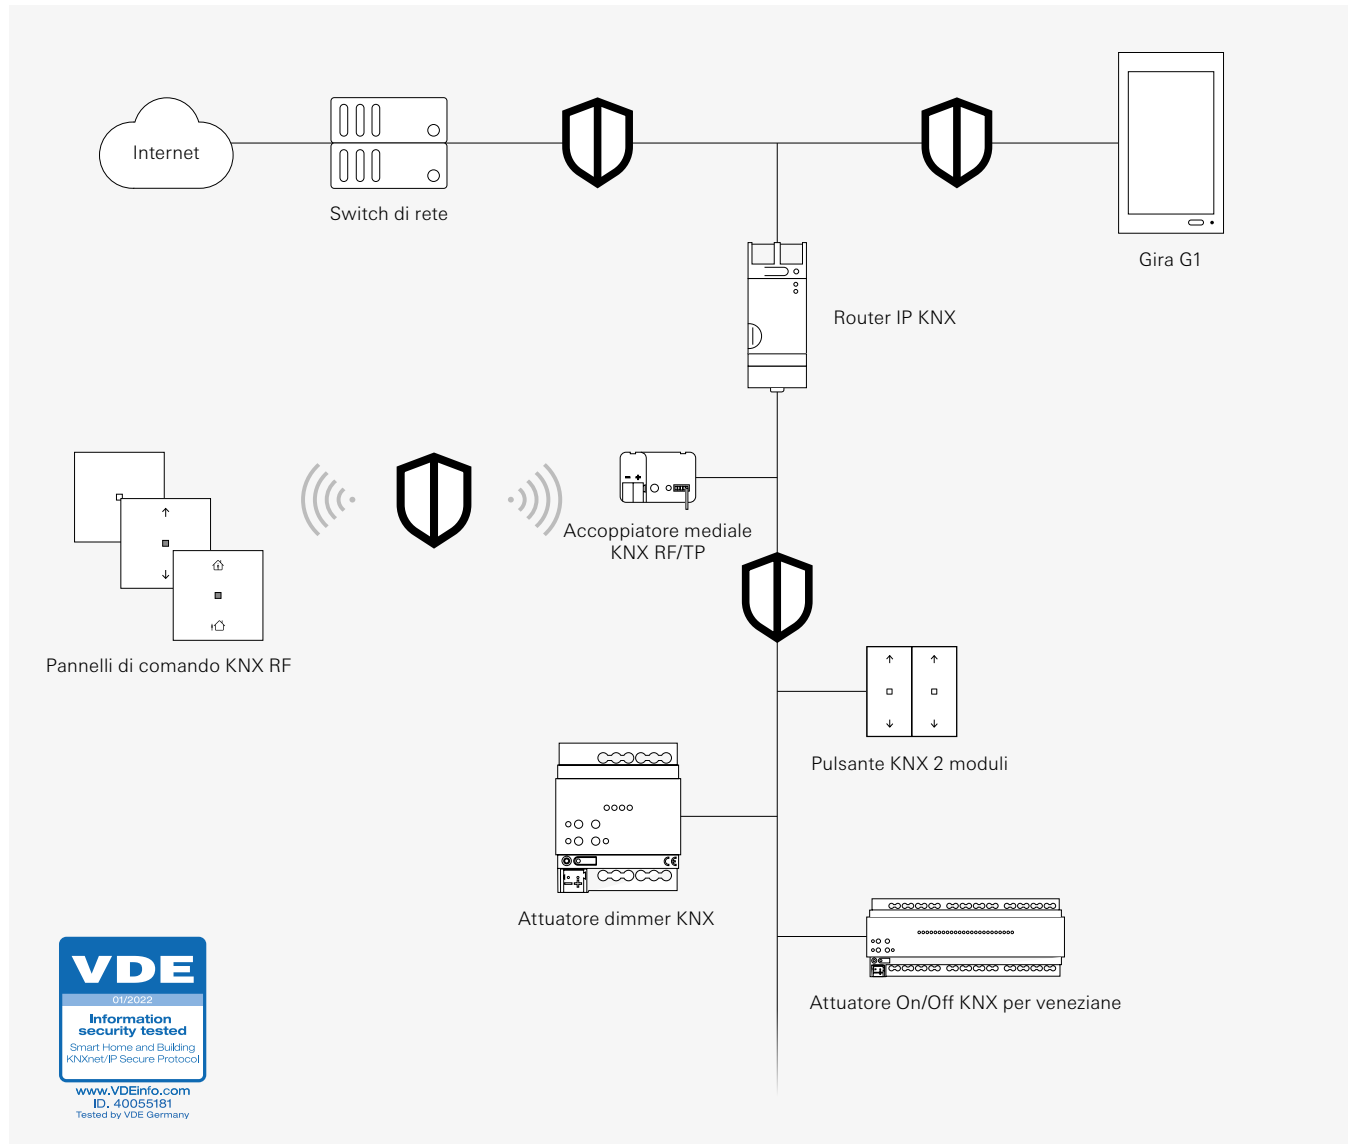 Internet
Switch di rete
Gira G1
Router IP KNX
Accoppiatore mediale
KNX RF/TP
Pannelli di comando KNX RF
Pulsante KNX 2 moduli
Attuatore dimmer KNX
Attuatore On/Off KNX per veneziane
VDE
01/2022
Information
security tested
Smart Home and Building
KNXnet/IP Secure Protocol
www.VDEinfo.com
ID. 40055181
Tested by VDE Germany